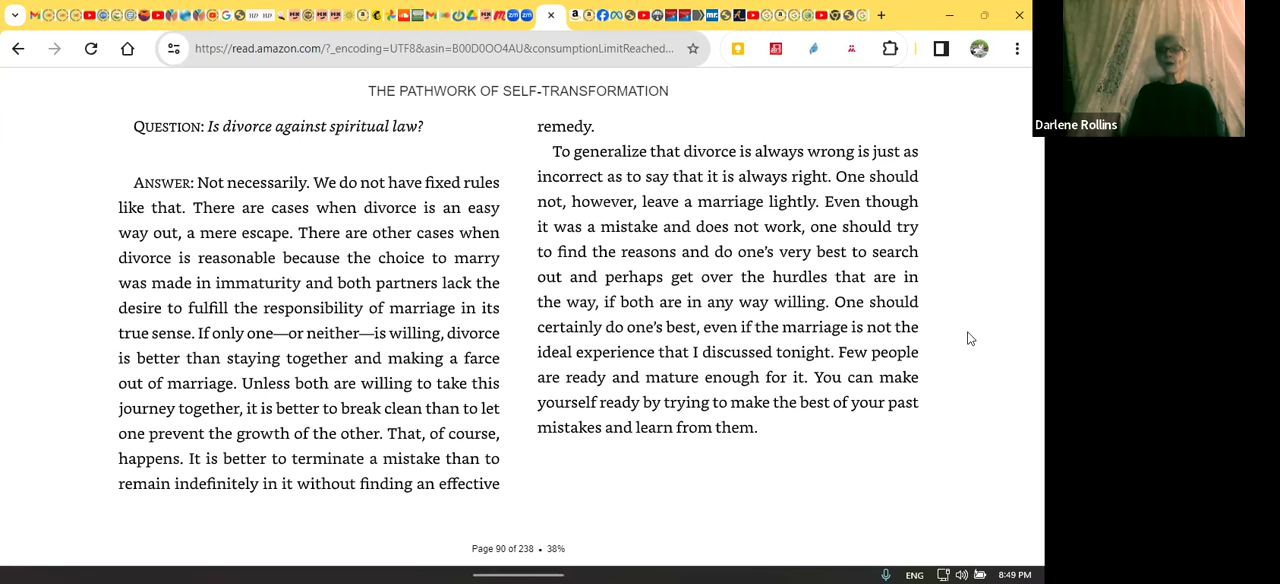 https://read.amazon.com/?_encoding=UTF8&asin=B00D0OO4AU&consumptionLimitReached...
Darlene Rollins
THE PATHWORK OF SELF-TRANSFORMATION
QUESTION: Is divorce against spiritual law?
ANSWER: Not necessarily. We do not have fixed rules
like that. There are cases when divorce is an easy
way out, a mere escape. There are other cases when
divorce is reasonable because the choice to marry
was made in immaturity and both partners lack the
desire to fulfill the responsibility of marriage in its
true sense. If only one—or neither—is willing, divorce
is better than staying together and making a farce
out of marriage. Unless both are willing to take this
journey together, it is better to break clean than to let
one prevent the growth of the other. That, of course,
happens. It is better to terminate a mistake than to
remain indefinitely in it without finding an effective
remedy.
To generalize that divorce is always wrong is just as
incorrect as to say that it is always right. One should
not, however, leave a marriage lightly. Even though
it was a mistake and does not work, one should try
to find the reasons and do one's very best to search
out and perhaps get over the hurdles that are in
the way, if both are in any way willing. One should
certainly do one's best, even if the marriage is not the
ideal experience that I discussed tonight. Few people
are ready and mature enough for it. You can make
yourself ready by trying to make the best of your past
mistakes and learn from them.
Page 90 of 238 • 38%
ENG
8:49 PM